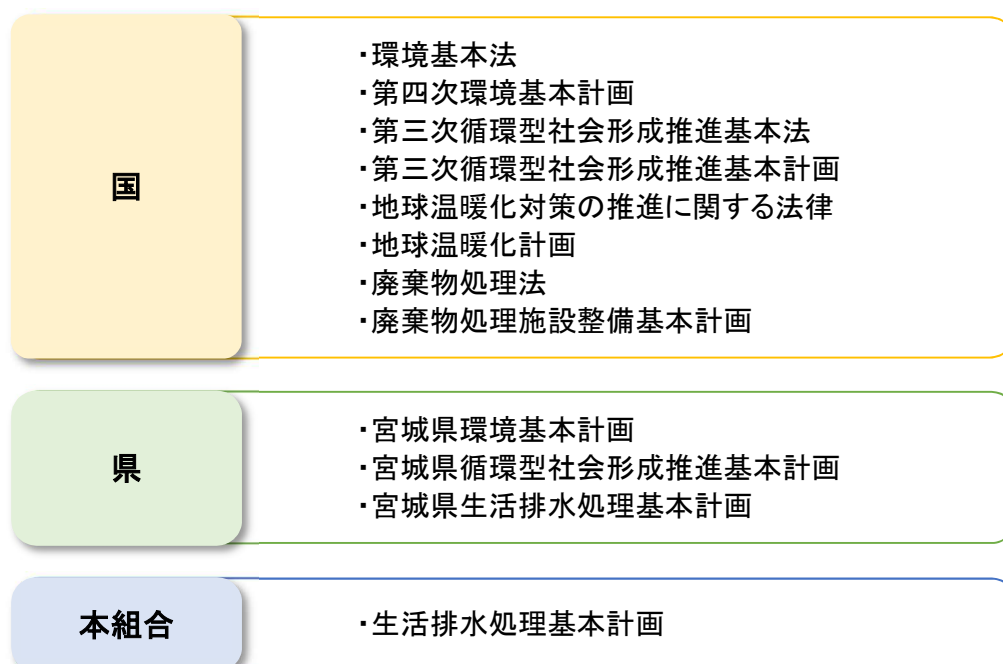 国
・環境基本法
・第四次環境基本計画
・第三次循環型社会形成推進基本法
・第三次循環型社会形成推進基本計画
・地球温暖化対策の推進に関する法律
・地球温暖化計画
・廃棄物処理法
・廃棄物処理施設整備基本計画
県
・宮城県環境基本計画
・宮城県循環型社会形成推進基本計画
・宮城県生活排水処理基本計画
本組合
・生活排水処理基本計画